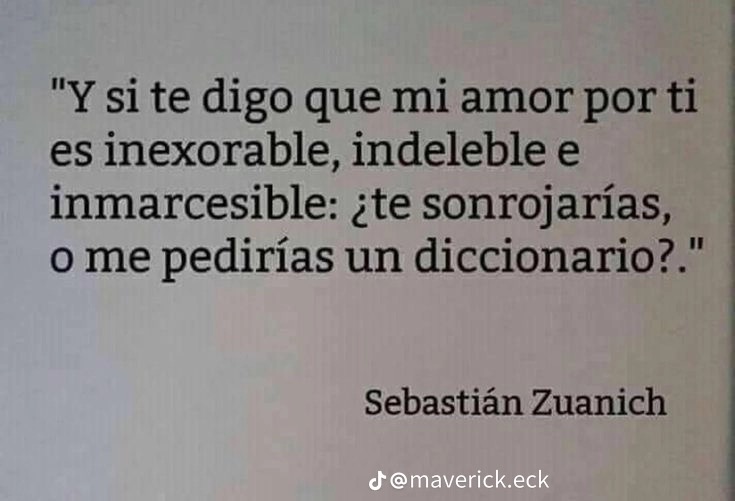 "Y si te digo que mi amor por ti
es inexorable, indeleble e
inmarcesible: ¿te sonrojarías,
o me pedirías un diccionario?."
Sebastián Zuanich
@maverick.eck